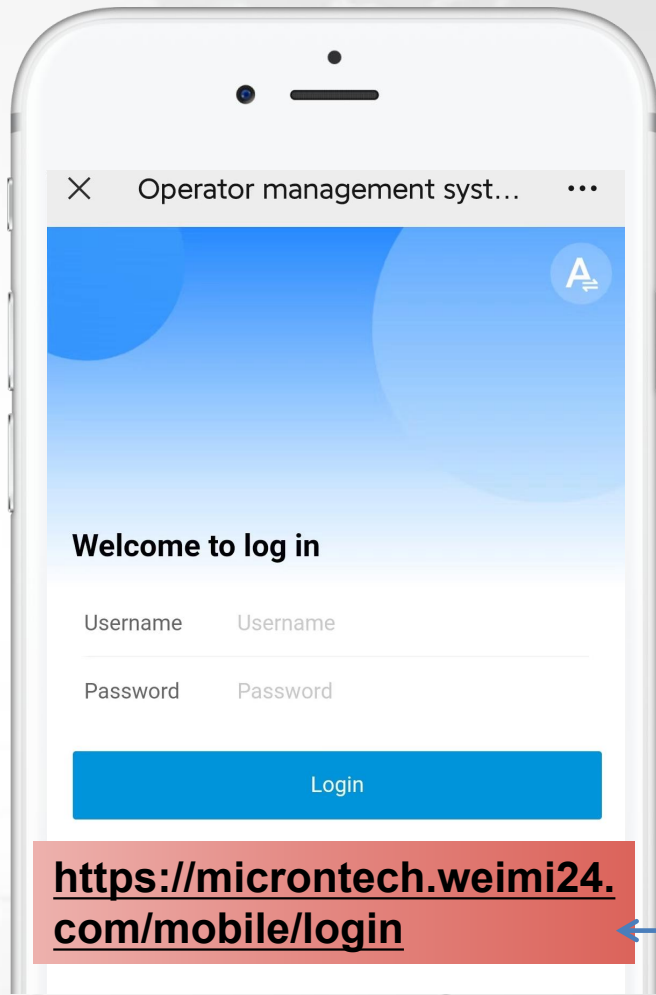 Operator management syst...
Welcome to log in
Username Username
Password Password
Login
https://microntech.weimi24.
com/mobile/login